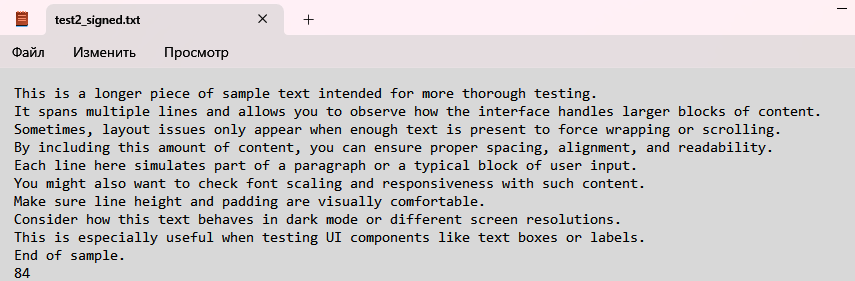 test2_signed.txt
Файл Изменить Просмотр
This is a longer piece of sample text intended for more thorough testing.
It spans multiple lines and allows you to observe how the interface handles larger blocks of content.
Sometimes, layout issues only appear when enough text is present to force wrapping or scrolling.
By including this amount of content, you can ensure proper spacing, alignment, and readability.
Each line here simulates part of a paragraph or a typical block of user input.
You might also want to check font scaling and responsiveness with such content.
Make sure line height and padding are visually comfortable.
Consider how this text behaves in dark mode or different screen resolutions.
This is especially useful when testing UI components like text boxes or labels.
End of sample.
84